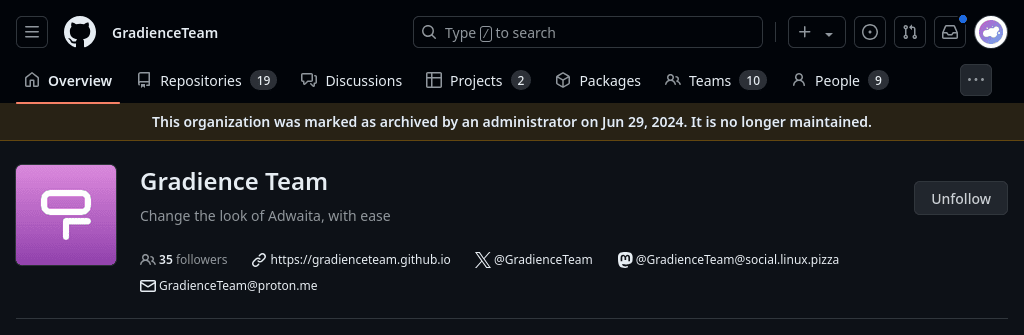 GradienceTeam
Type / to search
Overview
Repositories 19
Discussions
Projects 2
Packages
Teams 10
People 9
This organization was marked as archived by an administrator on Jun 29, 2024. It is no longer maintained.
Gradience Team
Change the look of Adwaita, with ease
Unfollow
35 followers
https://gradienceteam.github.io
@GradienceTeam
@GradienceTeam@social.linux.pizza
GradienceTeam@proton.me